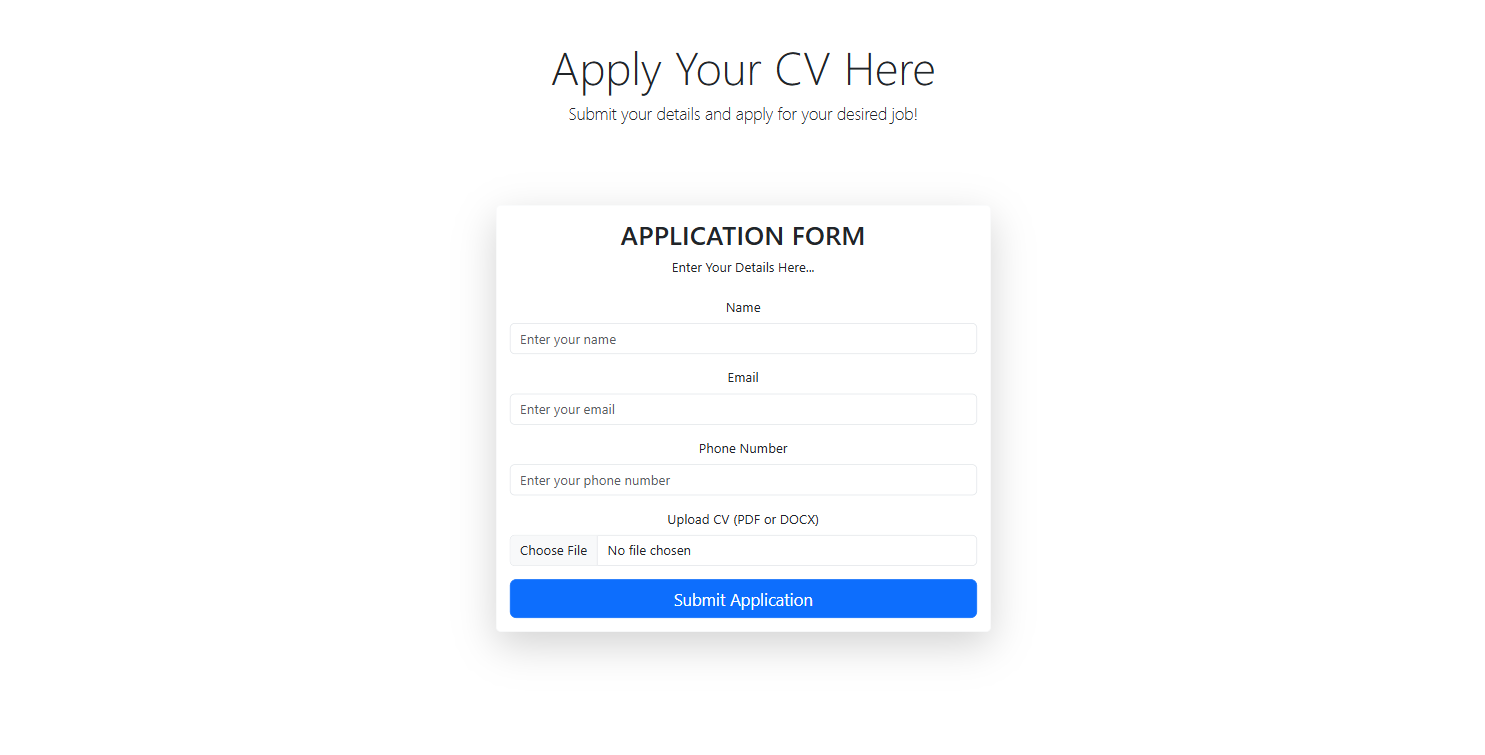 Apply Your CV Here
Submit your details and apply for your desired job!
APPLICATION FORM
Enter Your Details Here...
Name
Enter your name
Email
Enter your email
Phone Number
Enter your phone number
Upload CV (PDF or DOCX)
Choose File No file chosen
Submit Application